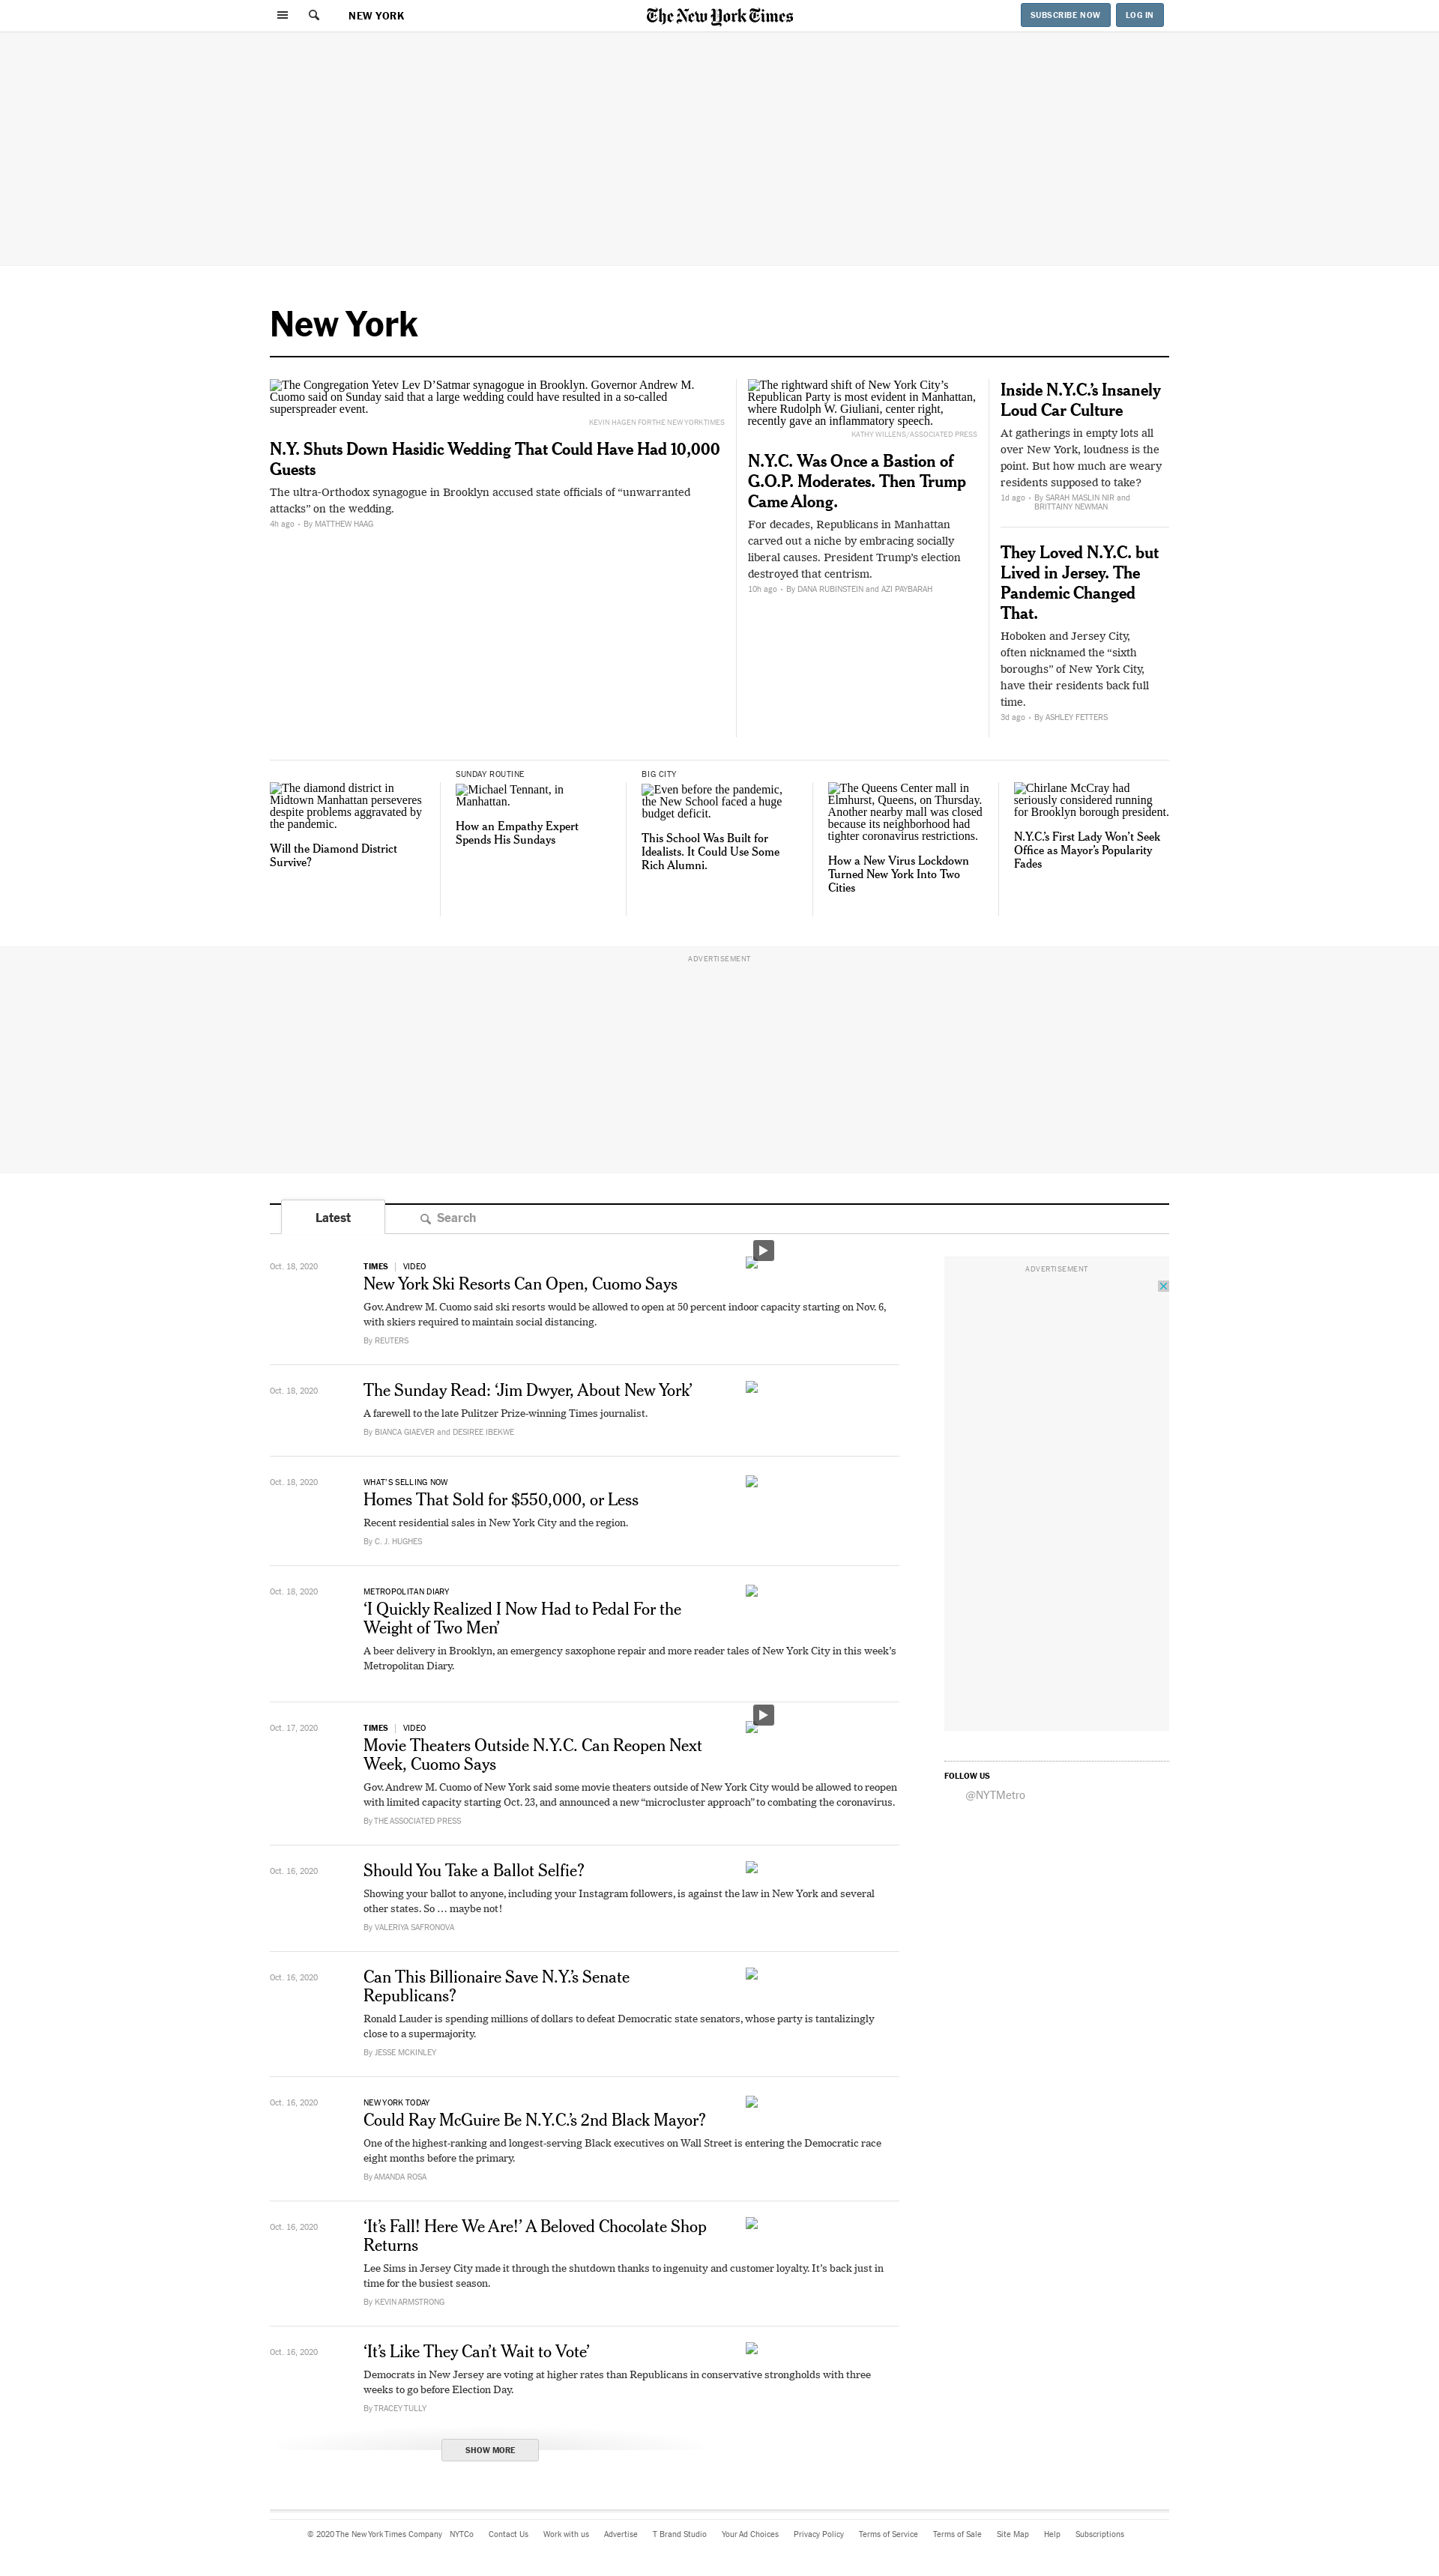 NEW YORK
The New York Times
SUBSCRIBE NOW
LOG IN
New York
The Congregation Yetev Lev D’Satmar synagogue in Brooklyn. Governor Andrew M.
Cuomo said on Sunday said that a large wedding could have resulted in a so-called
superspreader event.
KEVIN HAGEN FOR THE NEW YORK TIMES
N.Y. Shuts Down Hasidic Wedding That Could Have Had 10,000
Guests
The ultra-Orthodox synagogue in Brooklyn accused state officials of “unwarranted
attacks” on the wedding.
4h ago • By MATTHEW HAAG
The rightward shift of New York City’s
Republican Party is most evident in Manhattan,
where Rudolph W. Giuliani, center right,
recently gave an inflammatory speech.
KATHY WILLENS/ASSOCIATED PRESS
N.Y.C. Was Once a Bastion of
G.O.P. Moderates. Then Trump
Came Along.
For decades, Republicans in Manhattan
carved out a niche by embracing socially
liberal causes. President Trump’s election
destroyed that centrism.
10h ago • By DANA RUBINSTEIN and AZI PAYBARAH
Inside N.Y.C.’s Insanely
Loud Car Culture
At gatherings in empty lots all
over New York, loudness is the
point. But how much are weary
residents supposed to take?
1d ago • By SARAH MASLIN NIR and
BRITTAINY NEWMAN
They Loved N.Y.C. but
Lived in Jersey. The
Pandemic Changed
That.
Hoboken and Jersey City,
often nicknamed the “sixth
boroughs” of New York City,
have their residents back full
time.
3d ago • By ASHLEY FETTERS
The diamond district in
Midtown Manhattan perseveres
despite problems aggravated by
the pandemic.
Will the Diamond District
Survive?
SUNDAY ROUTINE
Michael Tennant, in
Manhattan.
How an Empathy Expert
Spends His Sundays
BIG CITY
Even before the pandemic,
the New School faced a huge
budget deficit.
This School Was Built for
Idealists. It Could Use Some
Rich Alumni.
The Queens Center mall in
Elmhurst, Queens, on Thursday.
Another nearby mall was closed
because its neighborhood had
tighter coronavirus restrictions.
How a New Virus Lockdown
Turned New York Into Two
Cities
Chirlane McCray had
seriously considered running
for Brooklyn borough president.
N.Y.C.’s First Lady Won’t Seek
Office as Mayor’s Popularity
Fades
ADVERTISEMENT
Latest
Search
Oct. 18, 2020
TIMES | VIDEO
New York Ski Resorts Can Open, Cuomo Says
Gov. Andrew M. Cuomo said ski resorts would be allowed to open at 50 percent indoor capacity starting on Nov. 6,
with skiers required to maintain social distancing.
By REUTERS
Oct. 18, 2020
The Sunday Read: ‘Jim Dwyer, About New York’
A farewell to the late Pulitzer Prize-winning Times journalist.
By BIANCA GIAEVER and DESIREE IBEKWE
Oct. 18, 2020
WHAT’S SELLING NOW
Homes That Sold for $550,000, or Less
Recent residential sales in New York City and the region.
By C. J. HUGHES
Oct. 18, 2020
METROPOLITAN DIARY
‘I Quickly Realized I Now Had to Pedal For the
Weight of Two Men’
A beer delivery in Brooklyn, an emergency saxophone repair and more reader tales of New York City in this week’s
Metropolitan Diary.
Oct. 17, 2020
TIMES | VIDEO
Movie Theaters Outside N.Y.C. Can Reopen Next
Week, Cuomo Says
Gov. Andrew M. Cuomo of New York said some movie theaters outside of New York City would be allowed to reopen
with limited capacity starting Oct. 23, and announced a new “microcluster approach” to combating the coronavirus.
By THE ASSOCIATED PRESS
Oct. 16, 2020
Should You Take a Ballot Selfie?
Showing your ballot to anyone, including your Instagram followers, is against the law in New York and several
other states. So … maybe not!
By VALERIYA SAFRONOVA
Oct. 16, 2020
Can This Billionaire Save N.Y.’s Senate
Republicans?
Ronald Lauder is spending millions of dollars to defeat Democratic state senators, whose party is tantalizingly
close to a supermajority.
By JESSE MCKINLEY
Oct. 16, 2020
NEW YORK TODAY
Could Ray McGuire Be N.Y.C.’s 2nd Black Mayor?
One of the highest-ranking and longest-serving Black executives on Wall Street is entering the Democratic race
eight months before the primary.
By AMANDA ROSA
Oct. 16, 2020
‘It’s Fall! Here We Are!’ A Beloved Chocolate Shop
Returns
Lee Sims in Jersey City made it through the shutdown thanks to ingenuity and customer loyalty. It’s back just in
time for the busiest season.
By KEVIN ARMSTRONG
Oct. 16, 2020
‘It’s Like They Can’t Wait to Vote’
Democrats in New Jersey are voting at higher rates than Republicans in conservative strongholds with three
weeks to go before Election Day.
By TRACEY TULLY
SHOW MORE
ADVERTISEMENT
FOLLOW US
@NYTMetro
© 2020 The New York Times Company NYTCo Contact Us Work with us Advertise T Brand Studio Your Ad Choices Privacy Policy Terms of Service Terms of Sale Site Map Help Subscriptions